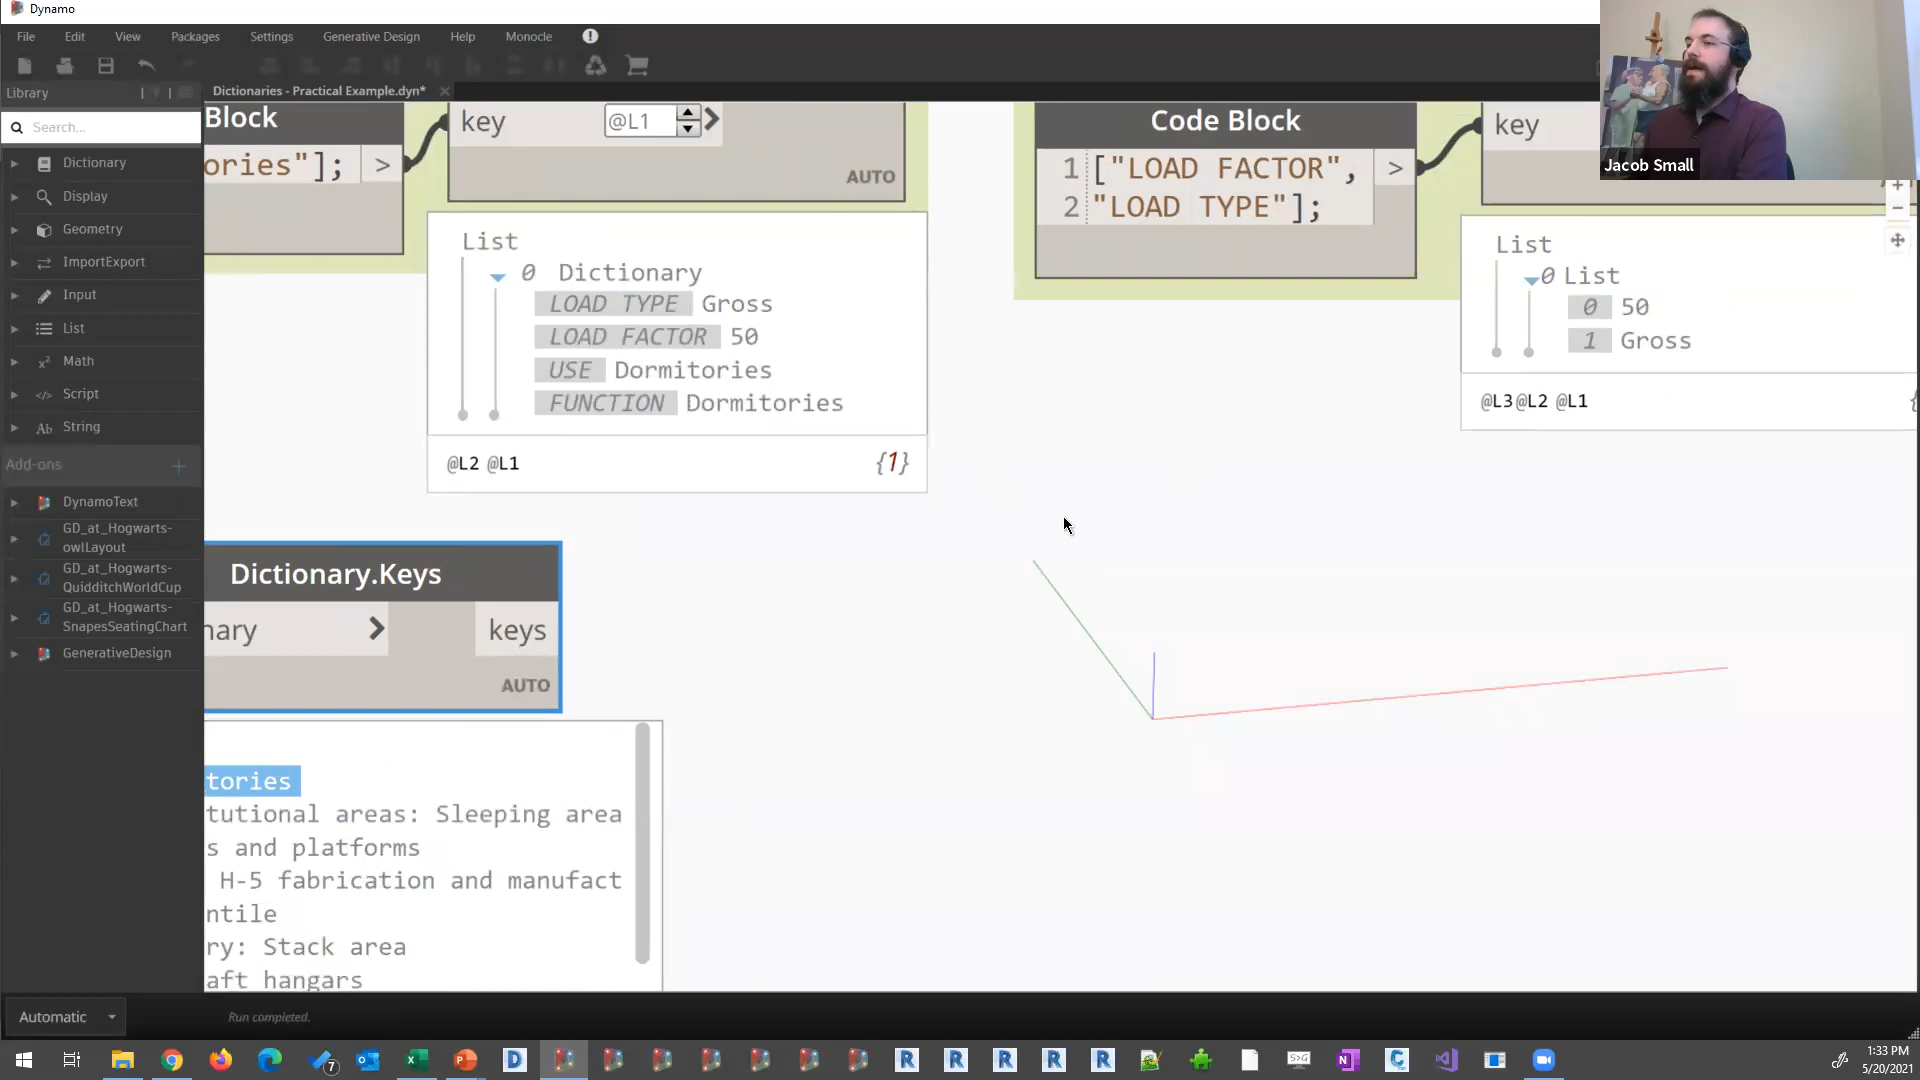 Dynamo
File Edit View Packages Settings Generative Design Help Monocle
Library
Dictionaries - Practical Example.dyn*
Search...
Dictionary
Display
Geometry
ImportExport
Input
List
Math
Script
String
Add-ons
DynamoText
GD_at_Hogwarts-
owlLayout
GD_at_Hogwarts-
QuidditchWorldCup
GD_at_Hogwarts-
SnapesSeatingChart
GenerativeDesign
Block
ories"]; >
key @L1
AUTO
List
0 Dictionary
LOAD TYPE Gross
LOAD FACTOR 50
USE Dormitories
FUNCTION Dormitories
@L2 @L1 {1}
Code Block
1 ["LOAD FACTOR", >
2 "LOAD TYPE"];
key
Jacob Small
List
0 List
0 50
1 Gross
@L3 @L2 @L1 {
Dictionary.Keys
nary > keys
AUTO
tories
tutional areas: Sleeping area
s and platforms
H-5 fabrication and manufact
ntile
ry: Stack area
aft hangars
Automatic
Run completed.
7
1:33 PM
5/20/2021